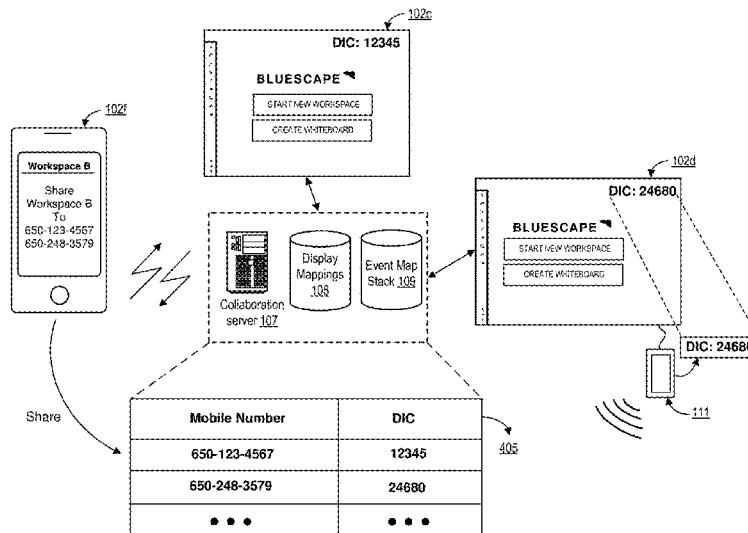 102c
DIC: 12345
BLUESCAPE
START NEW WORKSPACE
CREATE WHITEBOARD
102f
Workspace B
Share
Workspace B
To
650-123-4567
650-248-3579
102d
DIC: 24680
BLUESCAPE
START NEW WORKSPACE
CREATE WHITEBOARD
Collaboration
server 107
Display
Mappings
108
Event Map
Stack 109
DIC: 24680
111
Share
Mobile Number DIC
650-123-4567 12345
650-248-3579 24680
405